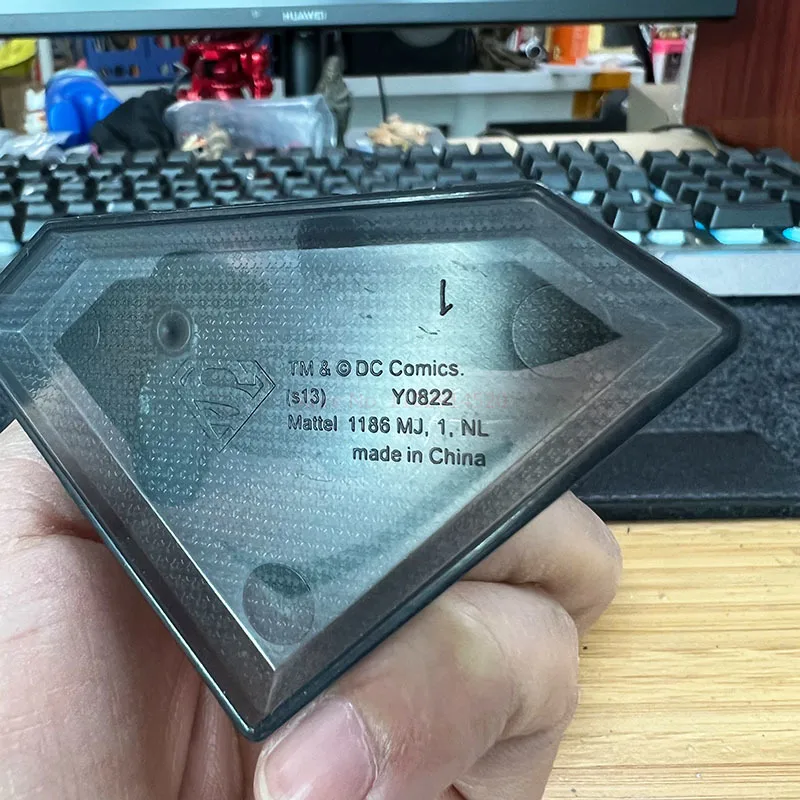 HUAWEI
1
TM & © DC Comics.
(s13) Y0822
Mattel 1186 MJ, 1, NL
made in China